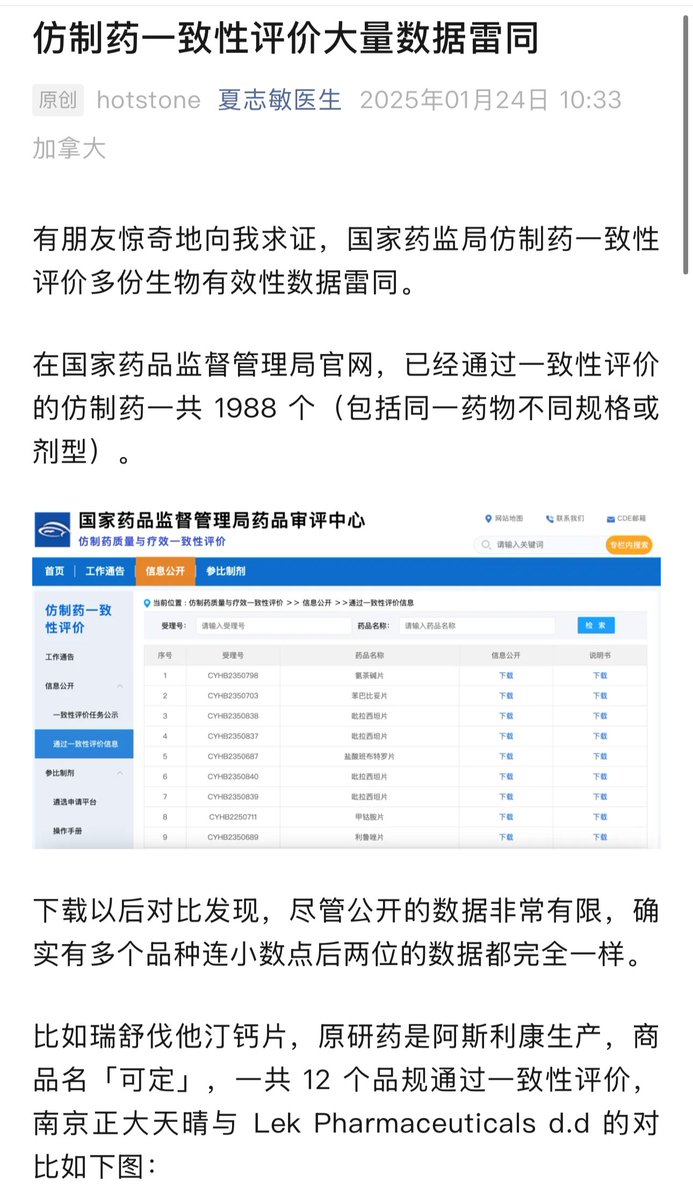 仿制药一致性评价大量数据雷同
原创 hotstone 夏志敏医生 2025年01月24日 10:33
加拿大
有朋友惊奇地向我求证，国家药监局仿制药一致性
评价多份生物有效性数据雷同。
在国家药品监督管理局官网，已经通过一致性评价
的仿制药一共 1988 个（包括同一药物不同规格或
剂型）。
国家药品监督管理局药品审评中心
仿制药质量与疗效一致性评价
网站地图 联系我们 CDE邮箱
请输入关键词 专栏内搜索
首页 工作通告 信息公开 参比制剂
仿制药一致
性评价
工作通告
信息公开
一致性评价任务公示
通过一致性评价信息
参比制剂
遴选申请平台
操作手册
当前位置：仿制药质量与疗效一致性评价 >> 信息公开 >>通过一致性评价信息
受理号： 请输入受理号 药品名称： 请输入药品名称 检 索
序号 受理号 药品名称 信息公开 说明书
1 CYHB2350798 氨茶碱片 下载 下载
2 CYHB2350703 苯巴比妥片 下载 下载
3 CYHB2350838 吡拉西坦片 下载 下载
4 CYHB2350837 吡拉西坦片 下载 下载
5 CYHB2350687 盐酸班布特罗片 下载 下载
6 CYHB2350840 吡拉西坦片 下载 下载
7 CYHB2350839 吡拉西坦片 下载 下载
8 CYHB2250711 甲钴胺片 下载 下载
9 CYHB2350689 利鲁唑片 下载 下载
下载以后对比发现，尽管公开的数据非常有限，确
实有多个品种连小数点后两位的数据都完全一样。
比如瑞舒伐他汀钙片，原研药是阿斯利康生产，商
品名「可定」，一共 12 个品规通过一致性评价，
南京正大天晴与 Lek Pharmaceuticals d.d 的对
比如下图：